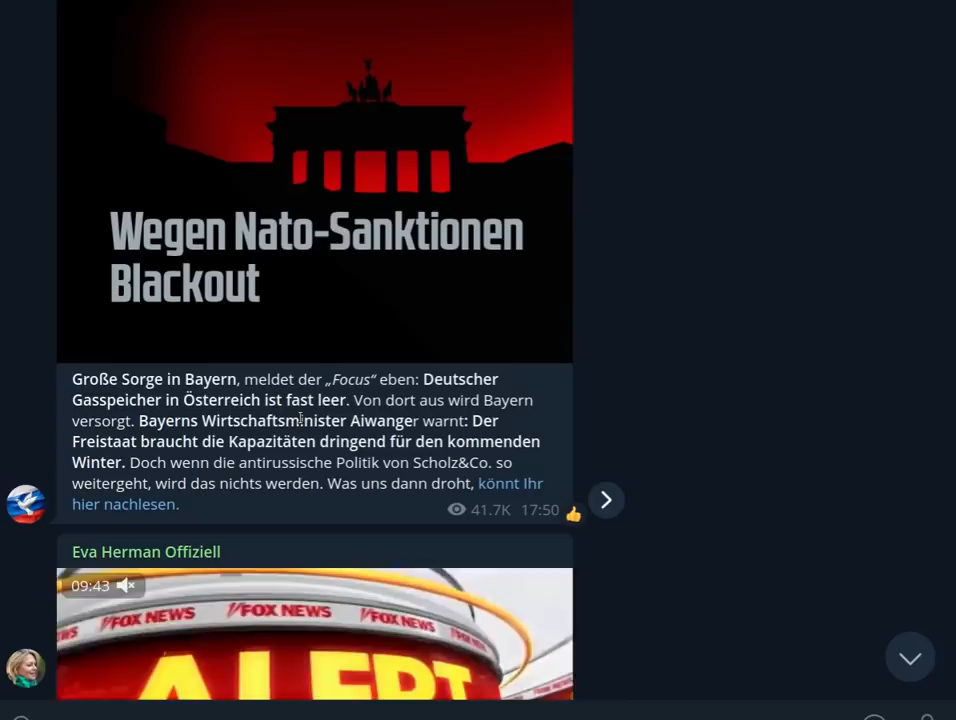 Wegen Nato-Sanktionen
Blackout
Große Sorge in Bayern, meldet der „Focus“ eben: Deutscher
Gasspeicher in Österreich ist fast leer. Von dort aus wird Bayern
versorgt. Bayerns Wirtschaftsminister Aiwanger warnt: Der
Freistaat braucht die Kapazitäten dringend für den kommenden
Winter. Doch wenn die antirussische Politik von Scholz&Co. so
weitergeht, wird das nichts werden. Was uns dann droht, könnt Ihr
hier nachlesen.
41.7K 17:50
Eva Herman Offiziell
09:43
NEWS FOX NEWS FOX NEWS FOX NEWS
ALERT